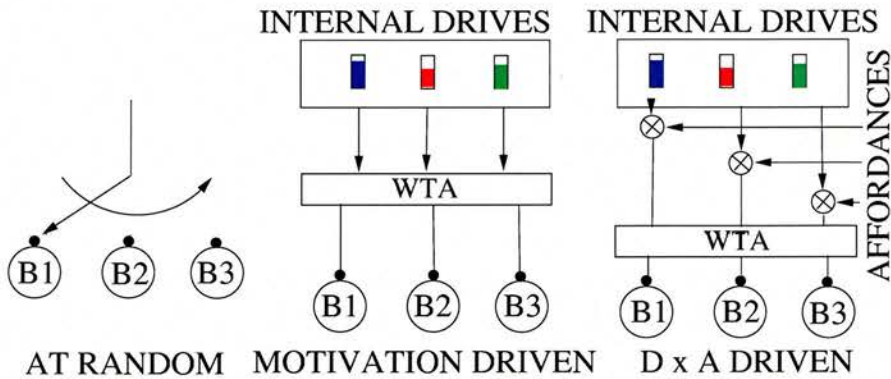 INTERNAL DRIVES
INTERNAL DRIVES
AFFORDANCES
WTA
WTA
B1
B2
B3
B1
B2
B3
B1
B2
B3
AT RANDOM
MOTIVATION DRIVEN
D x A DRIVEN